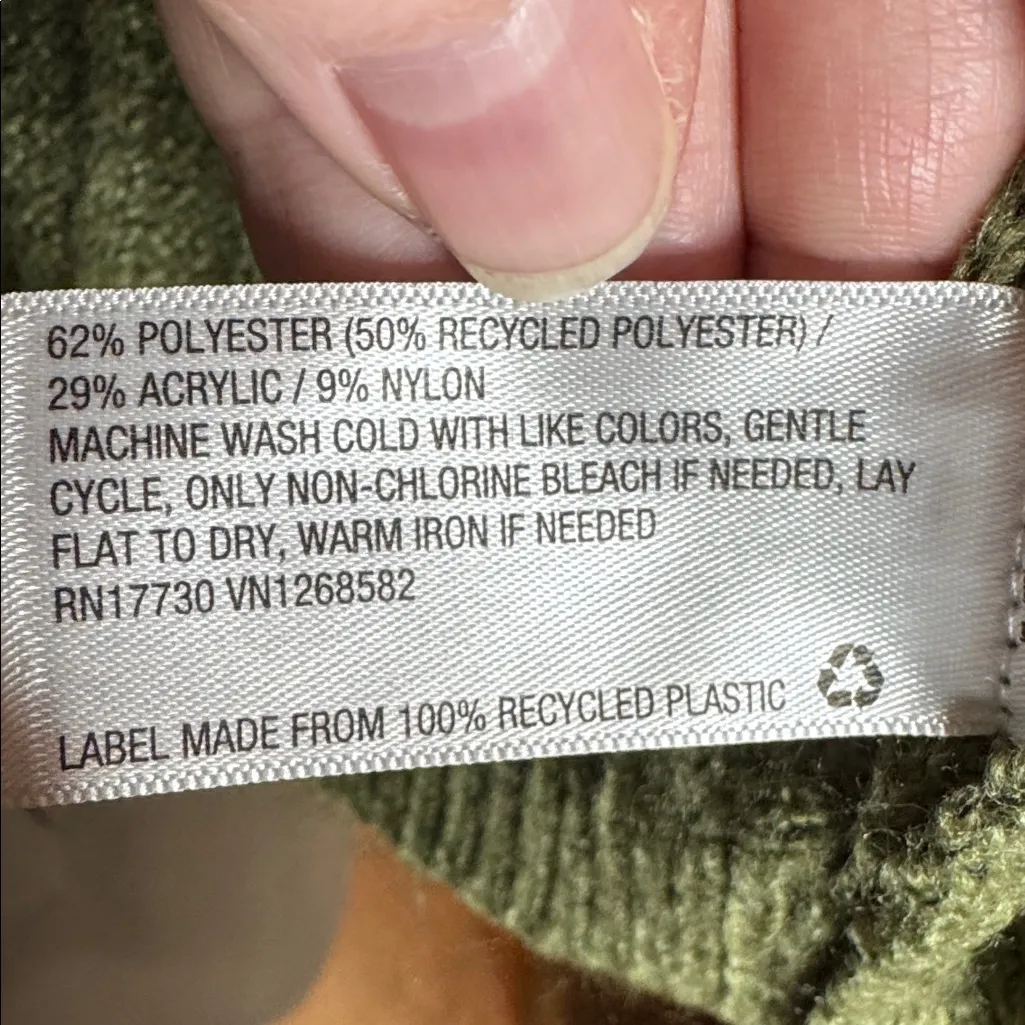 62% POLYESTER (50% RECYCLED POLYESTER) /
29% ACRYLIC / 9% NYLON
MACHINE WASH COLD WITH LIKE COLORS, GENTLE
CYCLE, ONLY NON-CHLORINE BLEACH IF NEEDED, LAY
FLAT TO DRY, WARM IRON IF NEEDED
RN17730 VN1268582
LABEL MADE FROM 100% RECYCLED PLASTIC